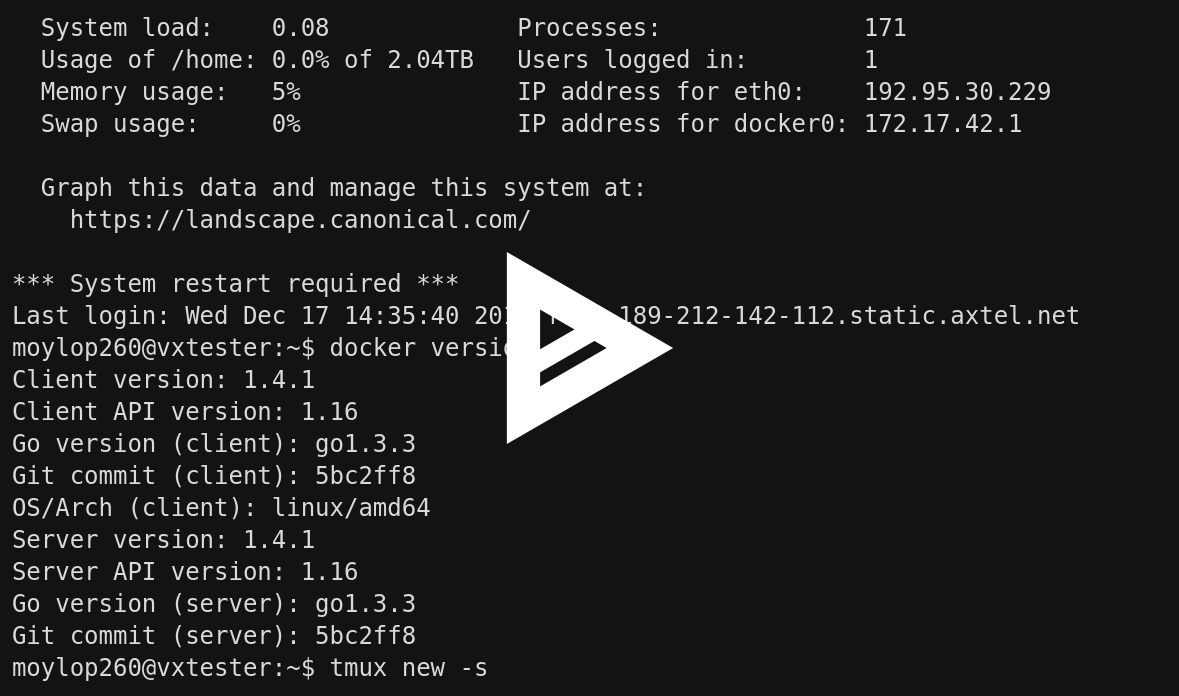 System load:    0.08             Processes:              171
Usage of /home: 0.0% of 2.04TB   Users logged in:        1
Memory usage:   5%               IP address for eth0:    192.95.30.229
Swap usage:     0%               IP address for docker0: 172.17.42.1
Graph this data and manage this system at:
https://landscape.canonical.com/
*** System restart required ***
Last login: Wed Dec 17 14:35:40 189-212-142-112.static.axtel.net
moylop260@vxtester:~$ docker
Client version: 1.4.1
Client API version: 1.16
Go version (client): go1.3.3
Git commit (client): 5bc2ff8
OS/Arch (client): linux/amd64
Server version: 1.4.1
Server API version: 1.16
Go version (server): go1.3.3
Git commit (server): 5bc2ff8
moylop260@vxtester:~$ tmux new -s